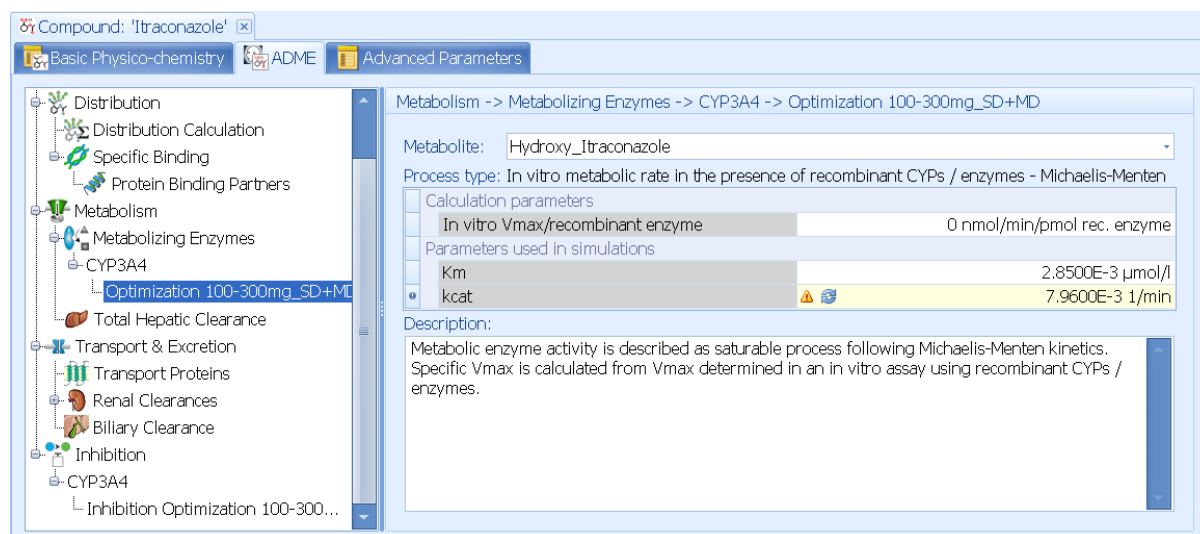 Compound: 'Itraconazole'
Basic Physico-chemistry
ADME
Advanced Parameters
Distribution
Distribution Calculation
Specific Binding
Protein Binding Partners
Metabolism
Metabolizing Enzymes
CYP3A4
Optimization 100-300mg_SD+MD
Total Hepatic Clearance
Transport & Excretion
Transport Proteins
Renal Clearances
Biliary Clearance
Inhibition
CYP3A4
Inhibition Optimization 100-300...
Metabolism -> Metabolizing Enzymes -> CYP3A4 -> Optimization 100-300mg_SD+MD
Metabolite: Hydroxy_Itraconazole
Process type: In vitro metabolic rate in the presence of recombinant CYPs / enzymes - Michaelis-Menten
Calculation parameters
In vitro Vmax/recombinant enzyme 0 nmol/min/pmol rec. enzyme
Parameters used in simulations
Km 2.8500E-3 µmol/l
kcat 7.9600E-3 1/min
Description:
Metabolic enzyme activity is described as saturable process following Michaelis-Menten kinetics.
Specific Vmax is calculated from Vmax determined in an in vitro assay using recombinant CYPs /
enzymes.